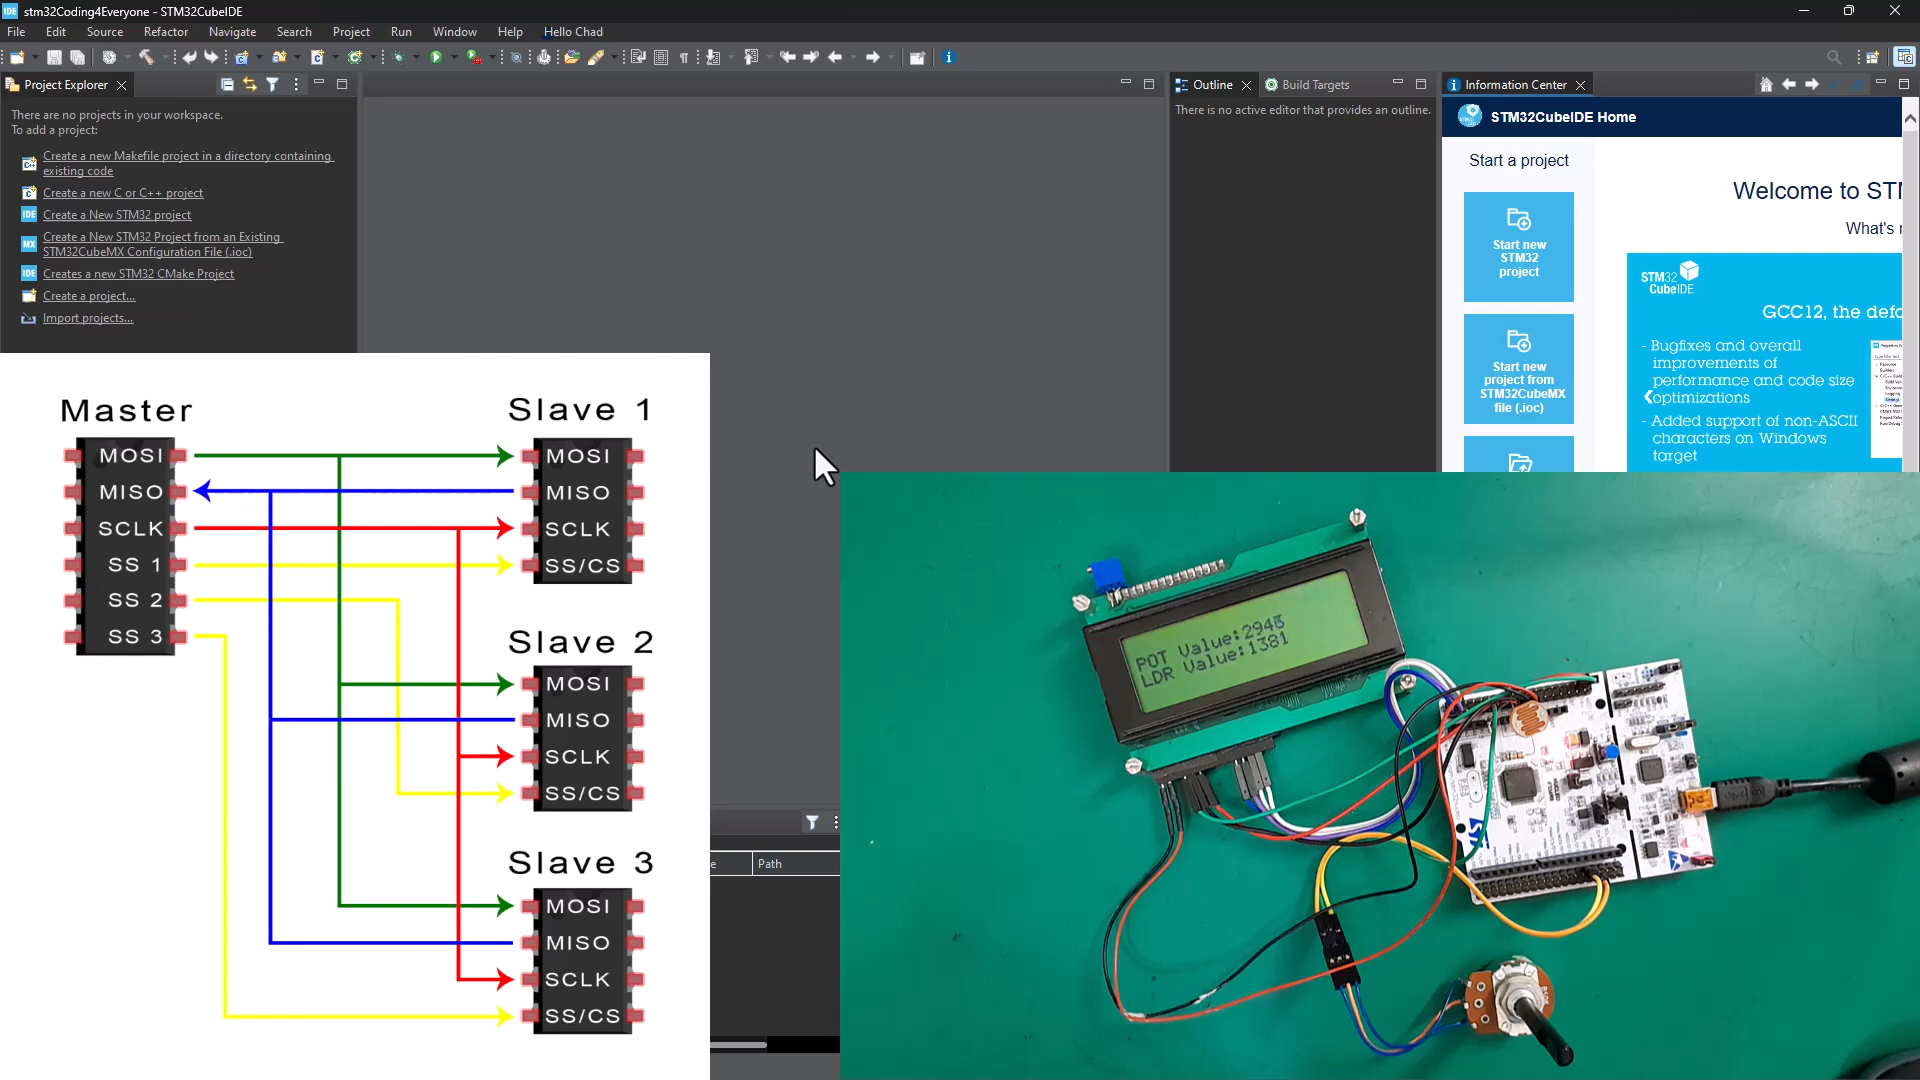 IDE stm32Coding4Everyone - STM32CubeIDE
File Edit Source Refactor Navigate Search Project Run Window Help Hello Chad
Project Explorer
There are no projects in your workspace.
To add a project:
Create a new Makefile project in a directory containing
existing code
Create a new C or C++ project
IDE Create a New STM32 project
MX Create a New STM32 Project from an Existing
STM32CubeMX Configuration File (.ioc)
IDE Creates a new STM32 CMake Project
Create a project...
Import projects...
Outline Build Targets
There is no active editor that provides an outline.
Information Center
STM32CubeIDE Home
Start a project
Start new
STM32
project
Start new
project from
STM32CubeMX
file (.ioc)
Welcome to STM
What's
STM32
CubeIDE
GCC12, the defa
- Bugfixes and overall
improvements of
performance and code size
optimizations
- Added support of non-ASCII
characters on Windows
target
Master
MOSI
MISO
SCLK
SS 1
SS 2
SS 3
Slave 1
MOSI
MISO
SCLK
SS/CS
Slave 2
MOSI
MISO
SCLK
SS/CS
Slave 3
MOSI
MISO
SCLK
SS/CS
e Path
POT Value:
LDR Value:1381